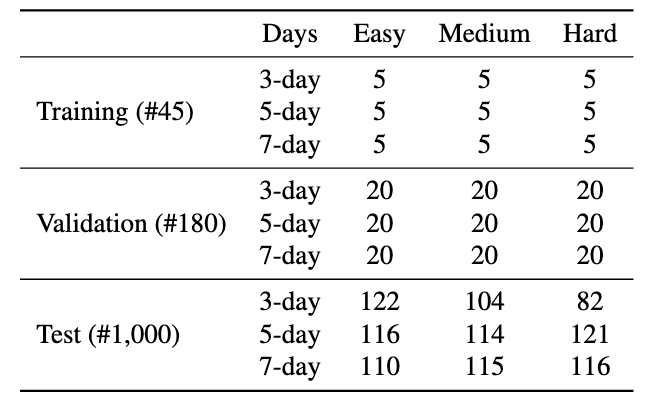 Days Easy Medium Hard
3-day 5 5 5
Training (#45) 5-day 5 5 5
7-day 5 5 5
3-day 20 20 20
Validation (#180) 5-day 20 20 20
7-day 20 20 20
3-day 122 104 82
Test (#1,000) 5-day 116 114 121
7-day 110 115 116